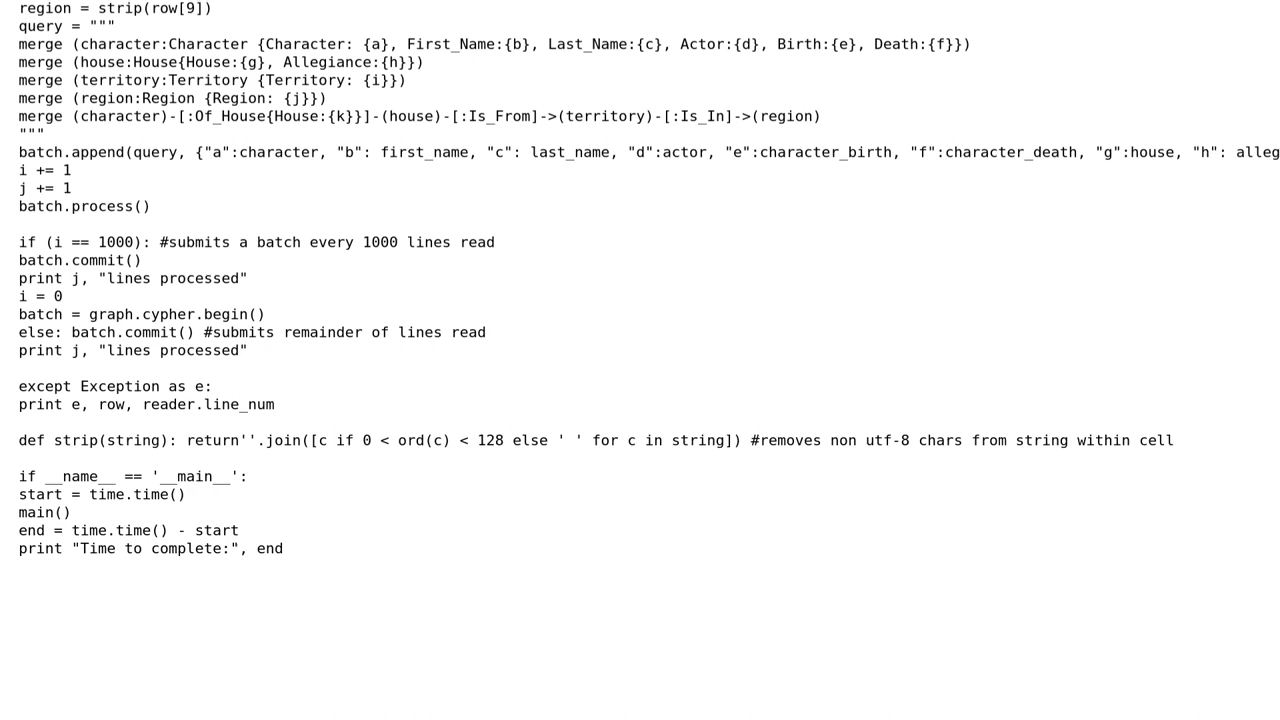 region = strip(row[9])
query = """
merge (character:Character {Character: {a}, First_Name:{b}, Last_Name:{c}, Actor:{d}, Birth:{e}, Death:{f}})
merge (house:House{House:{g}, Allegiance:{h}})
merge (territory:Territory {Territory: {i}})
merge (region:Region {Region: {j}})
merge (character)-[:Of_House{House:{k}}]-(house)-[:Is_From]->(territory)-[:Is_In]->(region)
"""
batch.append(query, {"a":character, "b": first_name, "c": last_name, "d":actor, "e":character_birth, "f":character_death, "g":house, "h": alleg
i += 1
j += 1
batch.process()
if (i == 1000): #submits a batch every 1000 lines read
batch.commit()
print j, "lines processed"
i = 0
batch = graph.cypher.begin()
else: batch.commit() #submits remainder of lines read
print j, "lines processed"
except Exception as e:
print e, row, reader.line_num
def strip(string): return''.join([c if 0 < ord(c) < 128 else ' ' for c in string]) #removes non utf-8 chars from string within cell
if __name__ == '__main__':
start = time.time()
main()
end = time.time() - start
print "Time to complete:", end